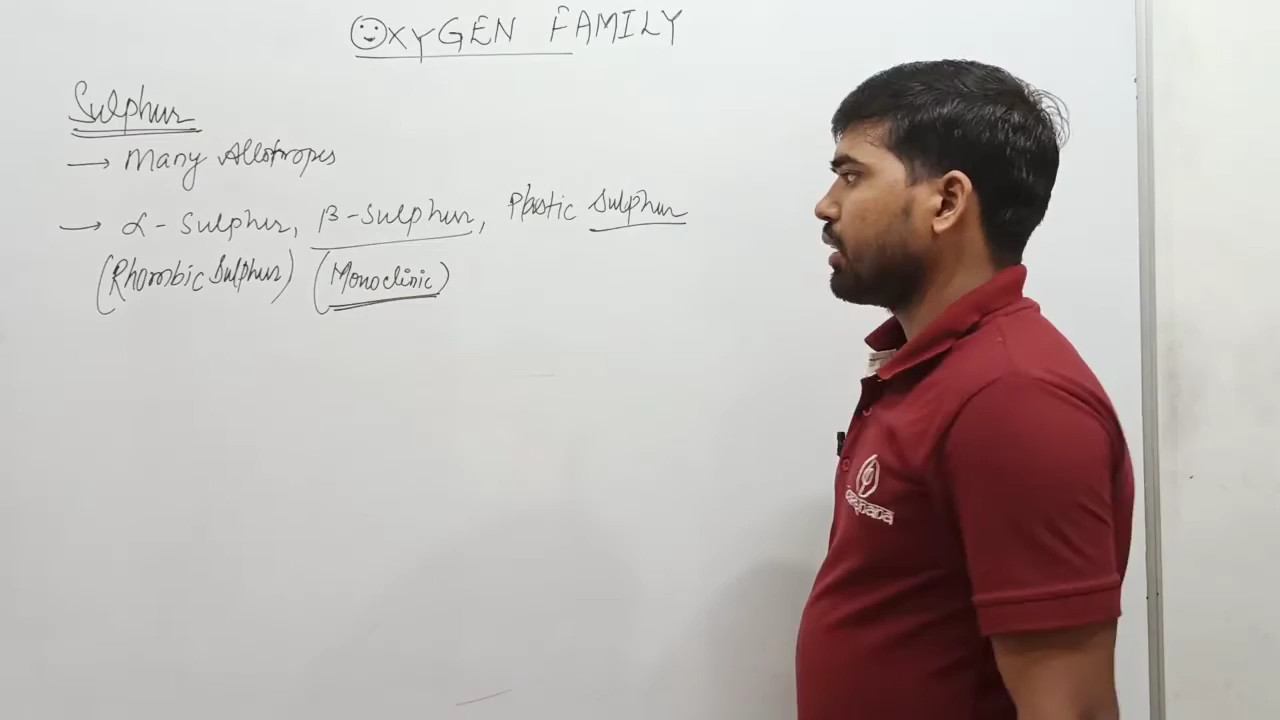 OXYGEN FAMILY
Sulphur
→ Many Allotropes
→ α-Sulphur, β-Sulphur, Plastic Sulphur
(Rhombic Sulphur) (Monoclinic)